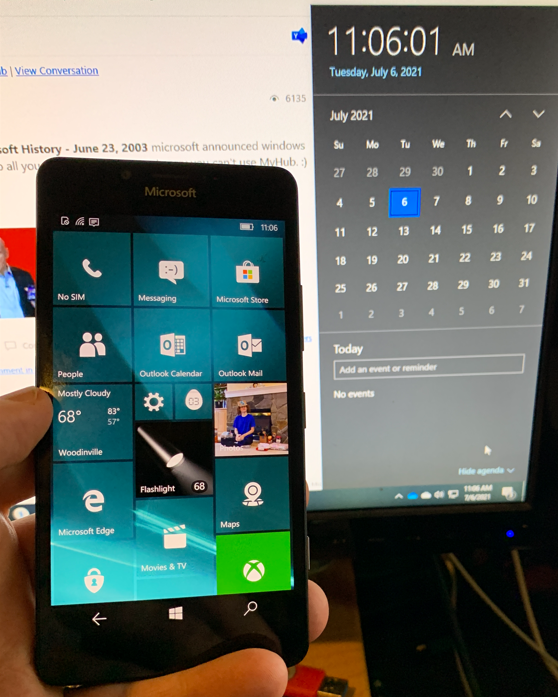 b | View Conversation
6135
soft History - June 23, 2003 microsoft announced windows
can't use MyHub. :)
11:06:01 AM
Tuesday, July 6, 2021
July 2021
Su Mo Tu We Th Fr Sa
27 28 29 30 1 2 3
4 5 6 7 8 9 10
11 12 13 14 15 16 17
18 19 20 21 22 23 24
25 26 27 28 29 30 31
1 2 3 4 5 6 7
Today
Add an event or reminder
No events
Hide agenda
11:06 AM
7/6/2021
Microsoft
11:06
No SIM
Messaging
Microsoft Store
People
Outlook Calendar
Outlook Mail
Mostly Cloudy
68°
83°
57°
Woodinville
03
Flashlight
68
Microsoft Edge
Maps
Movies & TV